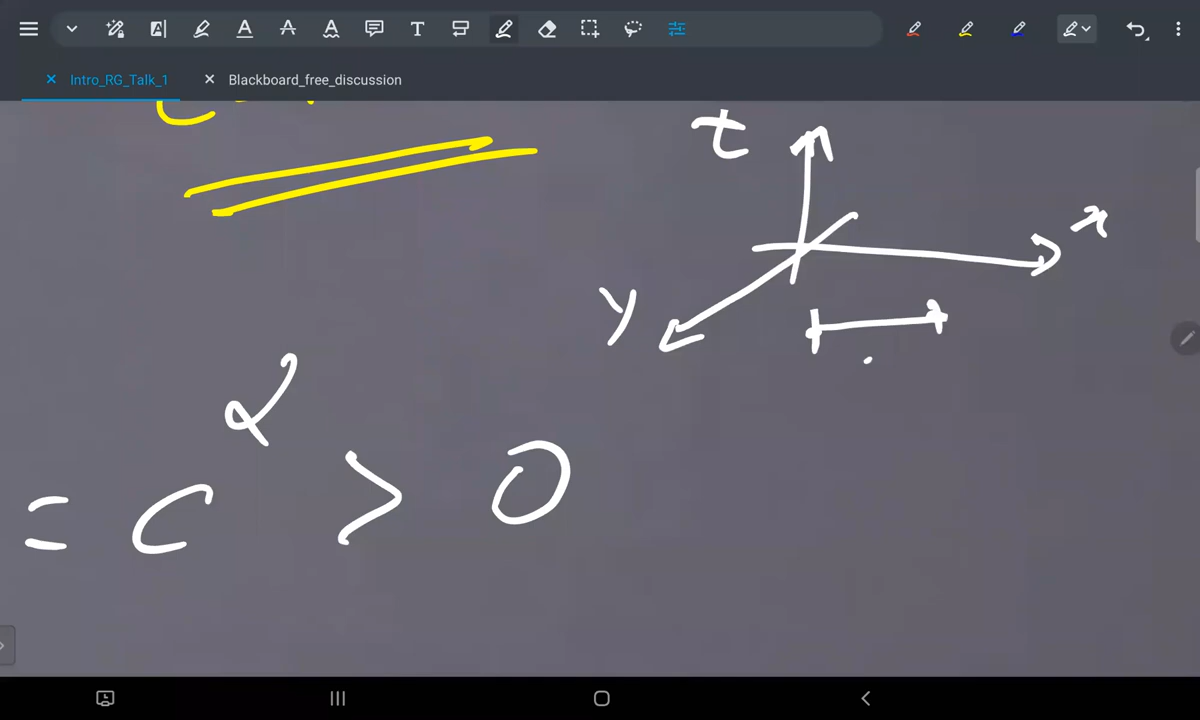 Intro_RG_Talk_1
Blackboard_free_discussion
t
x
y
= c^α > 0